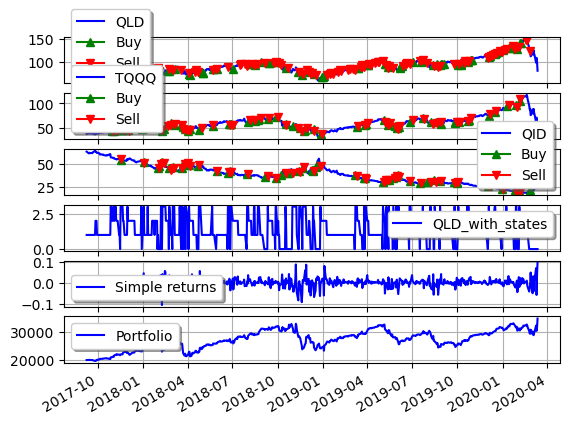 QLD
Buy
Sell
150
100
TQQQ
Buy
Sell
100
50
QID
Buy
Sell
50
25
QLD_with_states
2.5
0.0
Simple returns
0.1
0.0
−0.1
Portfolio
30000
20000
2017-10 2018-01 2018-04 2018-07 2018-10 2019-01 2019-04 2019-07 2019-10 2020-01 2020-04